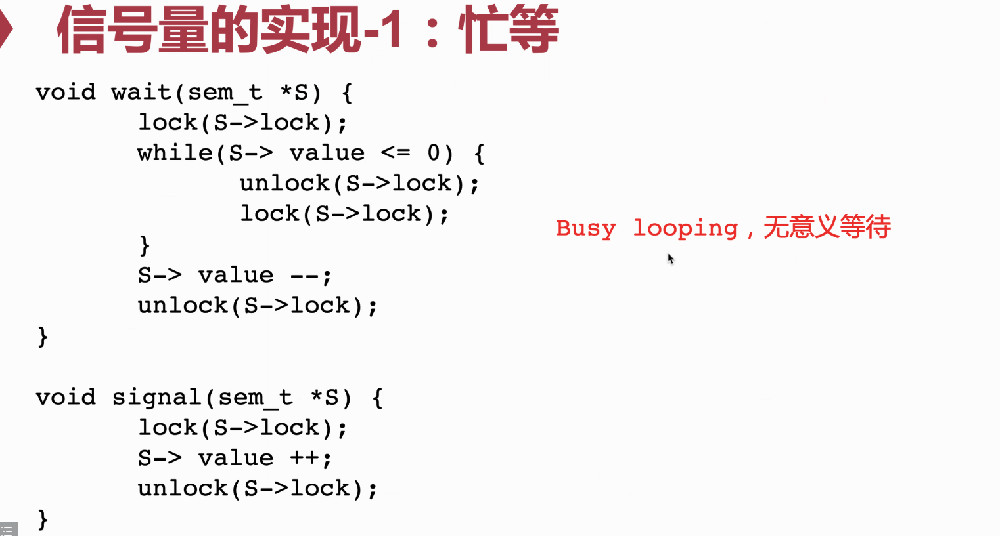 信号量的实现-1：忙等
void wait(sem_t *S) {
lock(S->lock);
while(S-> value <= 0) {
unlock(S->lock);
lock(S->lock);
Busy looping，无意义等待
}
S-> value --;
unlock(S->lock);
}
void signal(sem_t *S) {
lock(S->lock);
S-> value ++;
unlock(S->lock);
}